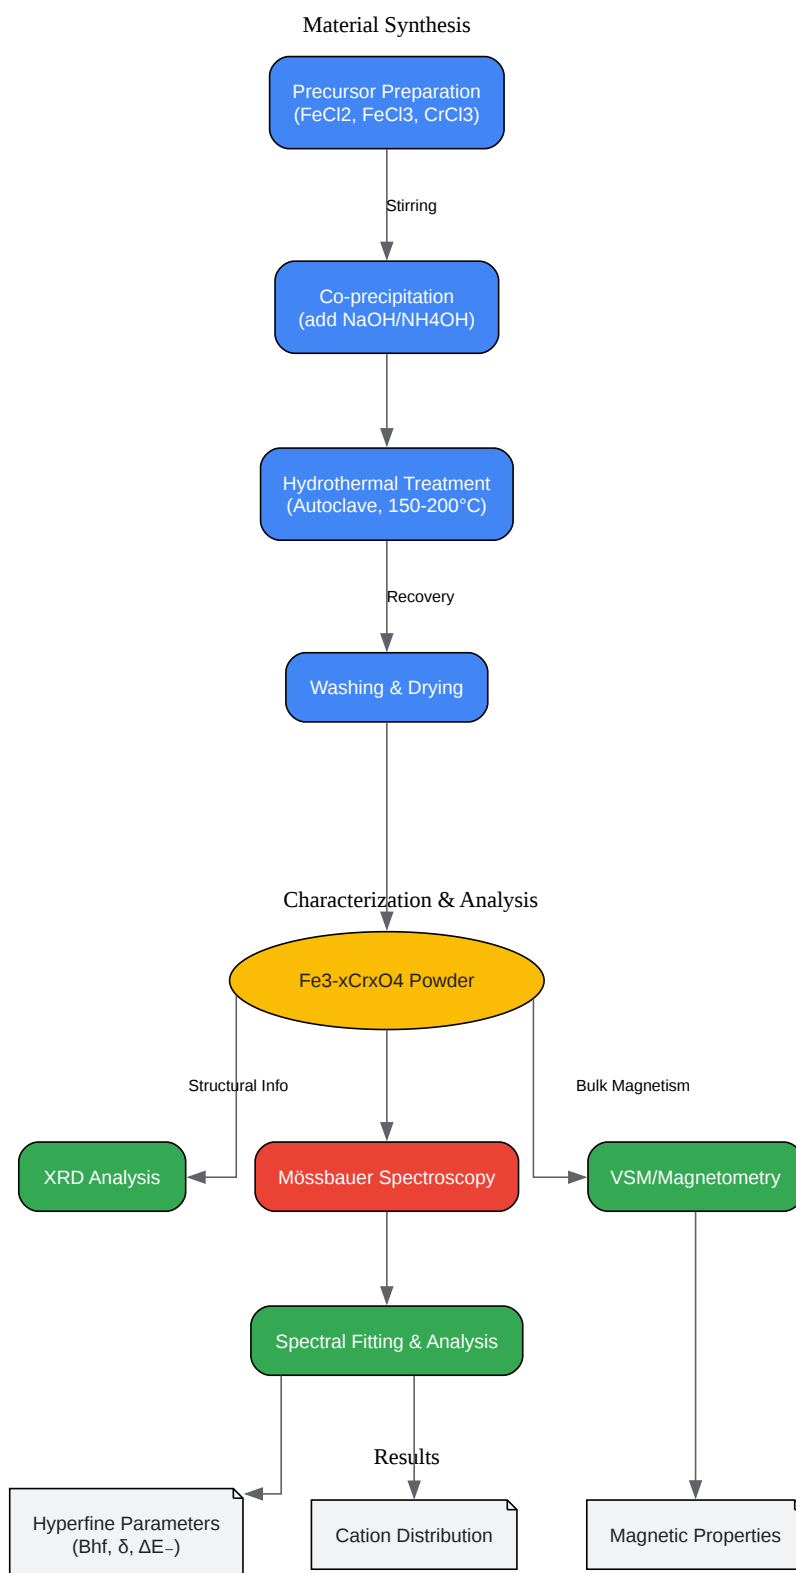 Material Synthesis
Precursor Preparation
(FeCl2, FeCl3, CrCl3)
Stirring
Co-precipitation
(add NaOH/NH4OH)
Hydrothermal Treatment
(Autoclave, 150-200°C)
Recovery
Washing & Drying
Characterization & Analysis
Fe3-xCrxO4 Powder
Structural Info
Bulk Magnetism
XRD Analysis
Mössbauer Spectroscopy
VSM/Magnetometry
Spectral Fitting & Analysis
Results
Hyperfine Parameters
(Bhf, δ, ΔE₋)
Cation Distribution
Magnetic Properties